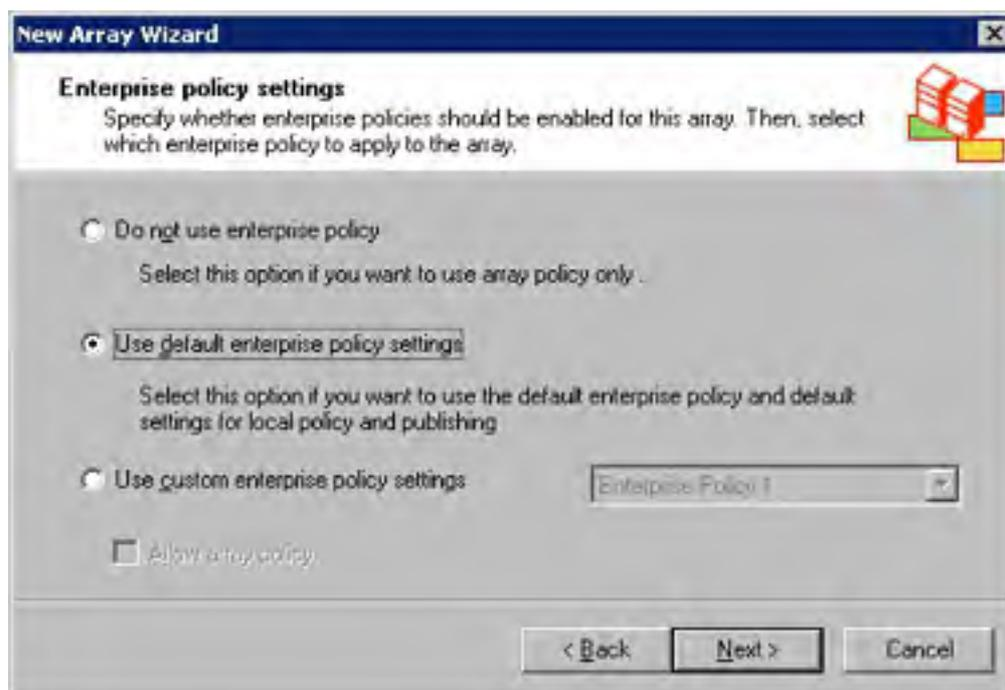 New Array Wizard
Enterprise policy settings
Specify whether enterprise policies should be enabled for this array. Then, select
which enterprise policy to apply to the array.
Do not use enterprise policy
Select this option if you want to use array policy only .
Use default enterprise policy settings
Select this option if you want to use the default enterprise policy and default
settings for local policy and publishing
Use custom enterprise policy settings
Enterprise Policy 1
Allow array policy
< Back
Next >
Cancel